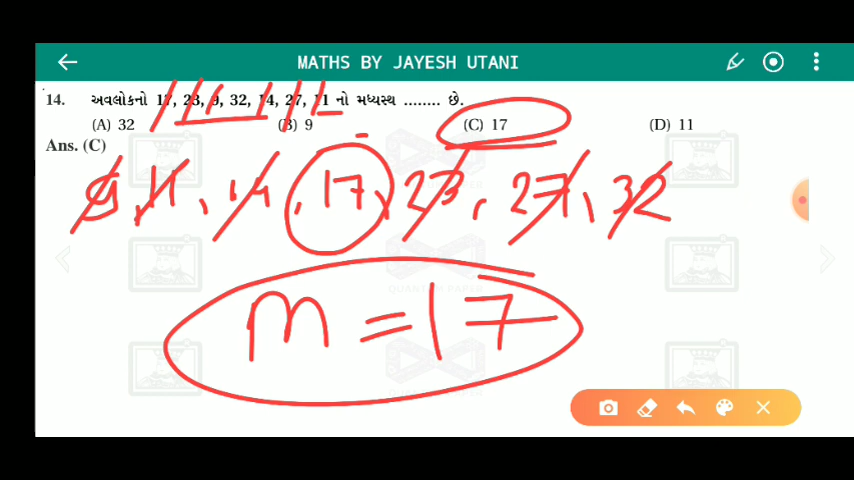 MATHS BY JAYESH UTANI
14. અવલોકનો 17, 23, 9, 32, 14, 27, 11 નો મધ્યસ્થ ........ છે.
(A) 32 (B) 9 (C) 17 (D) 11
Ans. (C)
9, 11, 14, 17, 23, 27, 32
m = 17